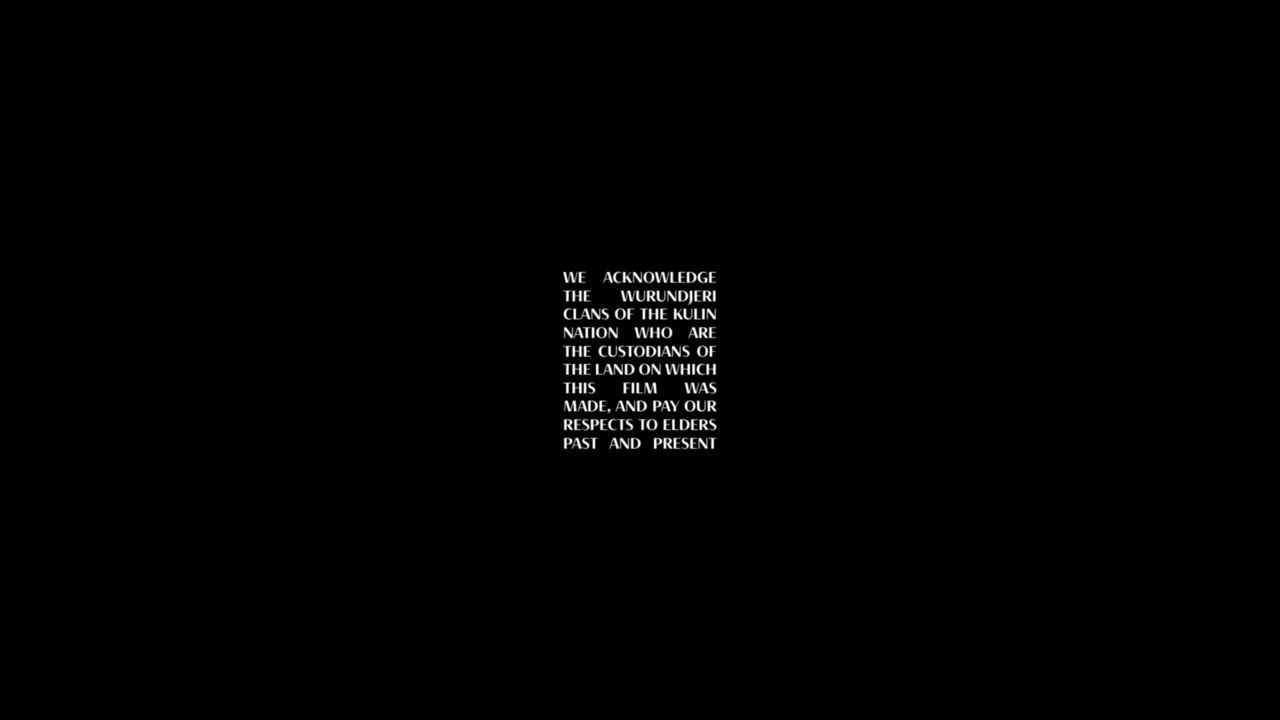 WE ACKNOWLEDGE
THE WURUNDJERI
CLANS OF THE KULIN
NATION WHO ARE
THE CUSTODIANS OF
THE LAND ON WHICH
THIS FILM WAS
MADE, AND PAY OUR
RESPECTS TO ELDERS
PAST AND PRESENT